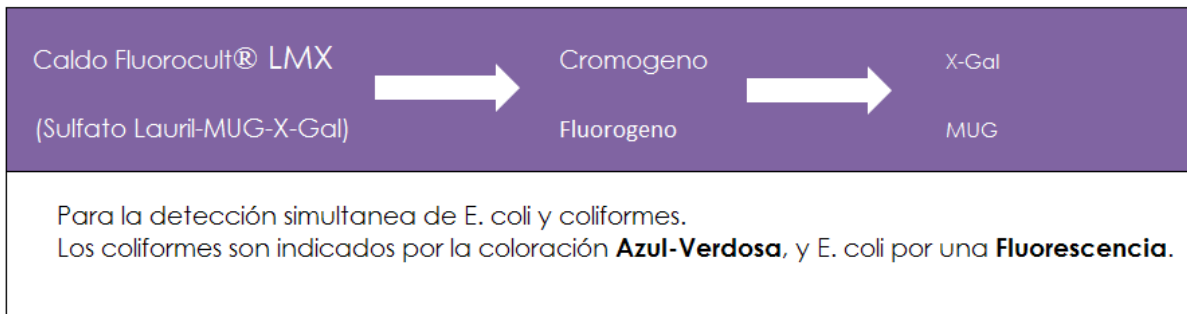 Caldo Fluorocult® LMX
Cromogeno
X-Gal
(Sulfato Lauril-MUG-X-Gal)
Fluorogeno
MUG
Para la detección simultanea de E. coli y coliformes.
Los coliformes son indicados por la coloración Azul-Verdosa, y E. coli por una Fluorescencia.